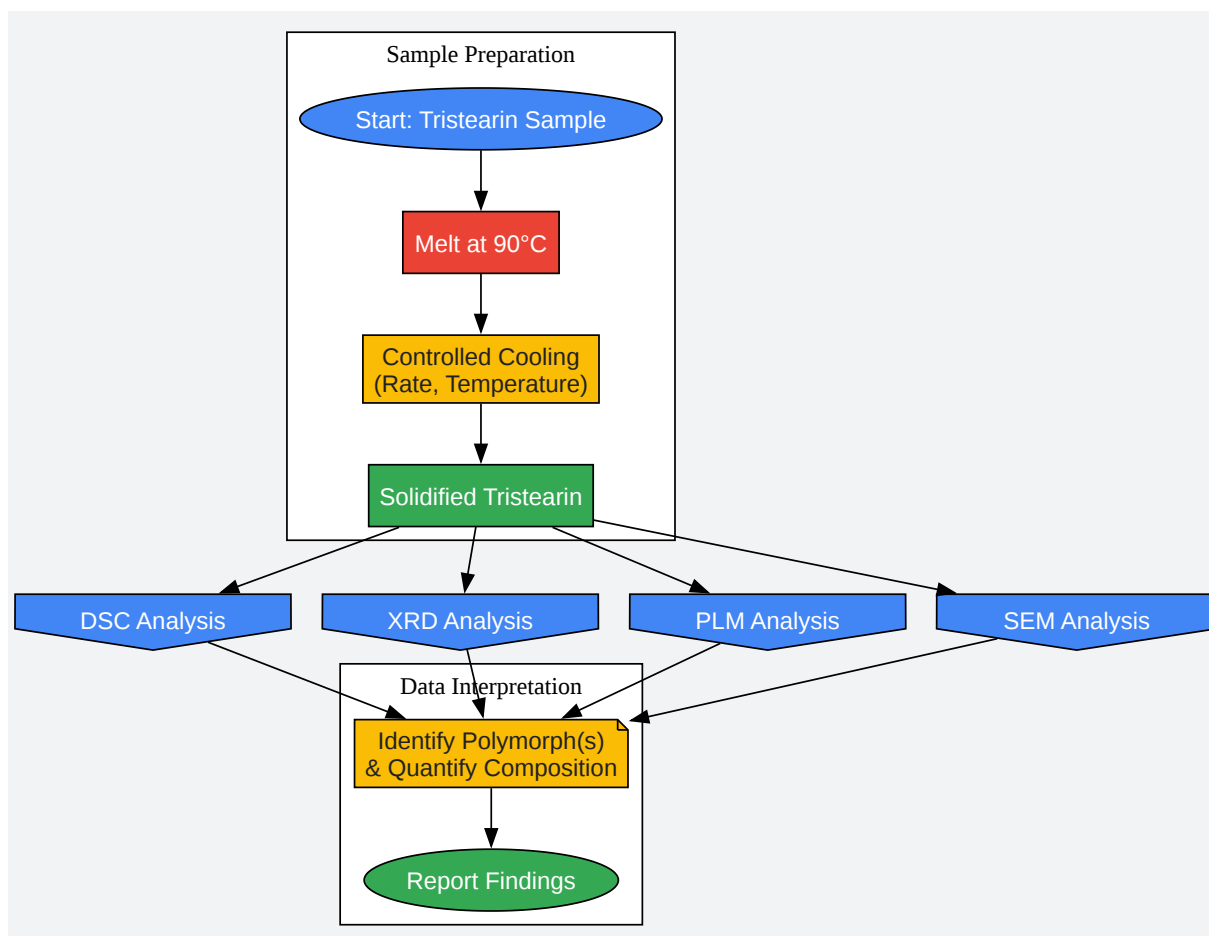 Sample Preparation
Start: Tristearin Sample
Melt at 90°C
Controlled Cooling
(Rate, Temperature)
Solidified Tristearin
DSC Analysis
XRD Analysis
PLM Analysis
SEM Analysis
Data Interpretation
Identify Polymorph(s)
& Quantify Composition
Report Findings